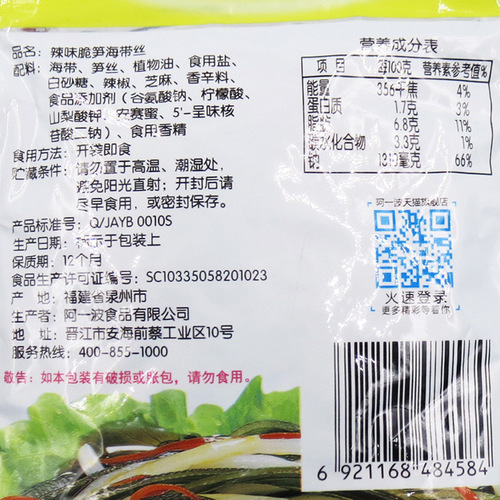 品名: 辣味脆笋海带丝
配料: 海带、笋丝、植物油、食用盐、
白砂糖、辣椒、芝麻、香辛料、
食品添加剂(谷氨酸钠、柠檬酸、
山梨酸钾、安赛蜜、5'-呈味核
苷酸二钠)、食用香精
食用方法: 开袋即食
贮藏条件: 请勿置于高温、潮湿处,
避免阳光直射; 开封后请
尽早食用, 或密封保存。
产品标准号: Q/JAYB 0010S
生产日期: 标示于包装上
保质期: 12个月
食品生产许可证编号: SC10335058201023
产 地: 福建省泉州市
生产者: 阿一波食品有限公司
地 址: 晋江市安海前蔡工业区10号
服务热线: 400-855-1000
敬告: 如本包装有破损或胀包, 请勿食用。
营养成分表
项 目 每100克 营养素参考值%
能量 356千焦 4%
蛋白质 1.7克 3%
脂肪 6.8克 11%
碳水化合物 3.3克 1%
钠 1310毫克 66%
阿一波天猫旗舰店
火速登录
更多精彩等着你
6 921168 484584